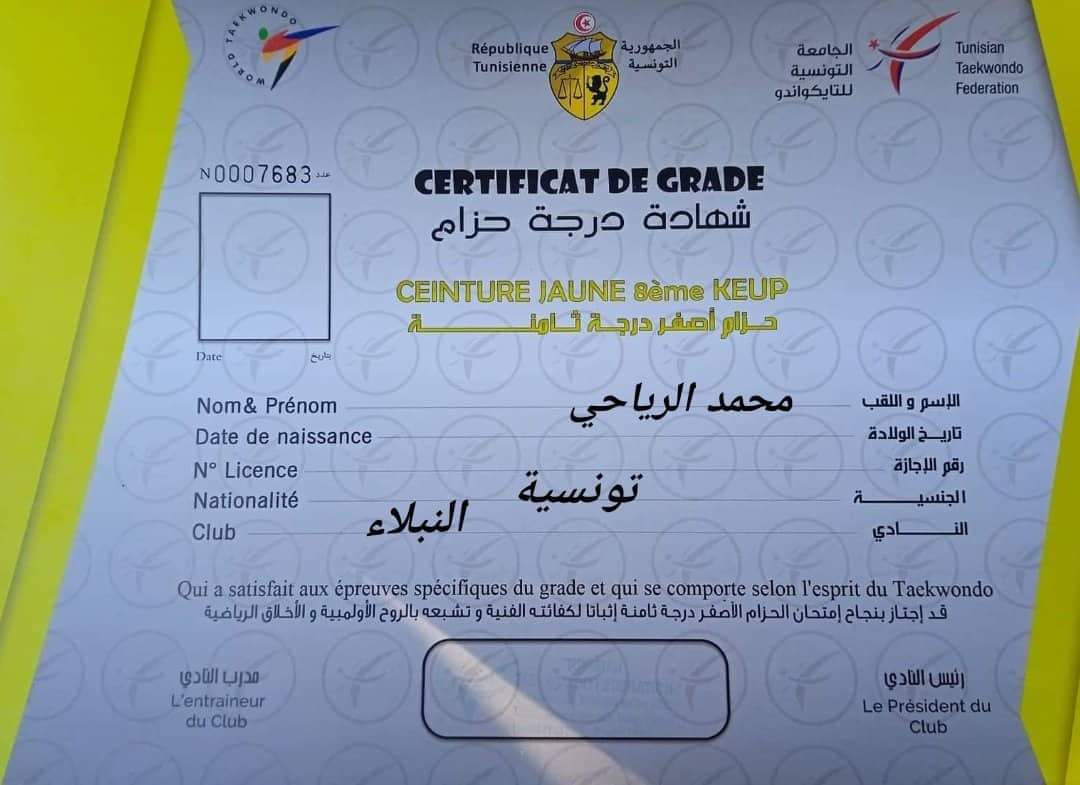 WORLD TAEKWONDO
République
Tunisienne
الجمهورية
التونسية
الجامعة
التونسية
للتايكواندو
Tunisian
Taekwondo
Federation
N0007683 عدد
CERTIFICAT DE GRADE
شهادة درجة حزام
CEINTURE JAUNE 8ème KEUP
حزام أصفر درجة ثامنة
Date تاريخ
Nom& Prénom محمد الرياحي الإسم و اللقب
Date de naissance تاريخ الولادة
N° Licence رقم الإجازة
Nationalité تونسية الجنسية
Club النبلاء النادي
Qui a satisfait aux épreuves spécifiques du grade et qui se comporte selon l'esprit du Taekwondo
قد إجتاز بنجاح إمتحان الحزام الأصفر درجة ثامنة إثباتا لكفائته الفنية و تشبعه بالروح الأولمبية و الأخلاق الرياضية
مدرب النادي
L'entraineur
du Club
رئيس النادي
Le Président du
Club